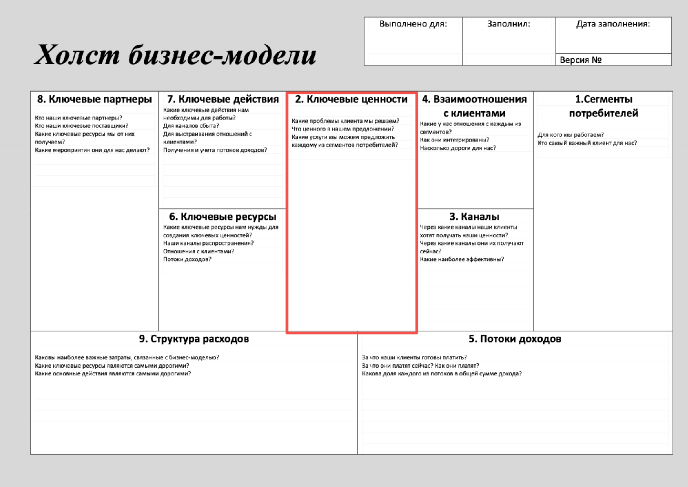 Холст бизнес-модели
Выполнено для:
Заполнил:
Дата заполнения:
Версия №
8. Ключевые партнеры
Кто наши ключевые партнеры?
Кто наши ключевые поставщики?
Какие ключевые ресурсы мы от них
получаем?
Какие мероприятия они для нас делают?
7. Ключевые действия
Какие ключевые действия нам
необходимы для работы?
Для каналов сбыта?
Для выстраивания отношений с
клиентами?
Получения и учета потоков доходов?
6. Ключевые ресурсы
Какие ключевые ресурсы нам нужды для
создания ключевых ценностей?
Наши каналы распространения?
Отношения с клиентами?
Потоки доходов?
2. Ключевые ценности
Какие проблемы клиента мы решаем?
Что ценного в нашем предложении?
Какие услуги вы можем предложить
каждому из сегментов потребителей?
4. Взаимоотношения
с клиентами
Какие у нас отношения с каждым из
сегментов?
Как они интегрированы?
Насколько дороги для нас?
3. Каналы
Через какие каналы наши клиенты
хотят получать наши ценности?
Через какие каналы они их получают
сейчас?
Какие наиболее эффективны?
1.Сегменты
потребителей
Для кого мы работаем?
Кто самый важный клиент для нас?
9. Структура расходов
Каковы наиболее важные затраты, связанные с бизнес-моделью?
Какие ключевые ресурсы являются самыми дорогими?
Какие основные действия являются самыми дорогими?
5. Потоки доходов
За что наши клиенты готовы платить?
За что они платят сейчас? Как они платят?
Какова доля каждого из потоков в общей сумме дохода?